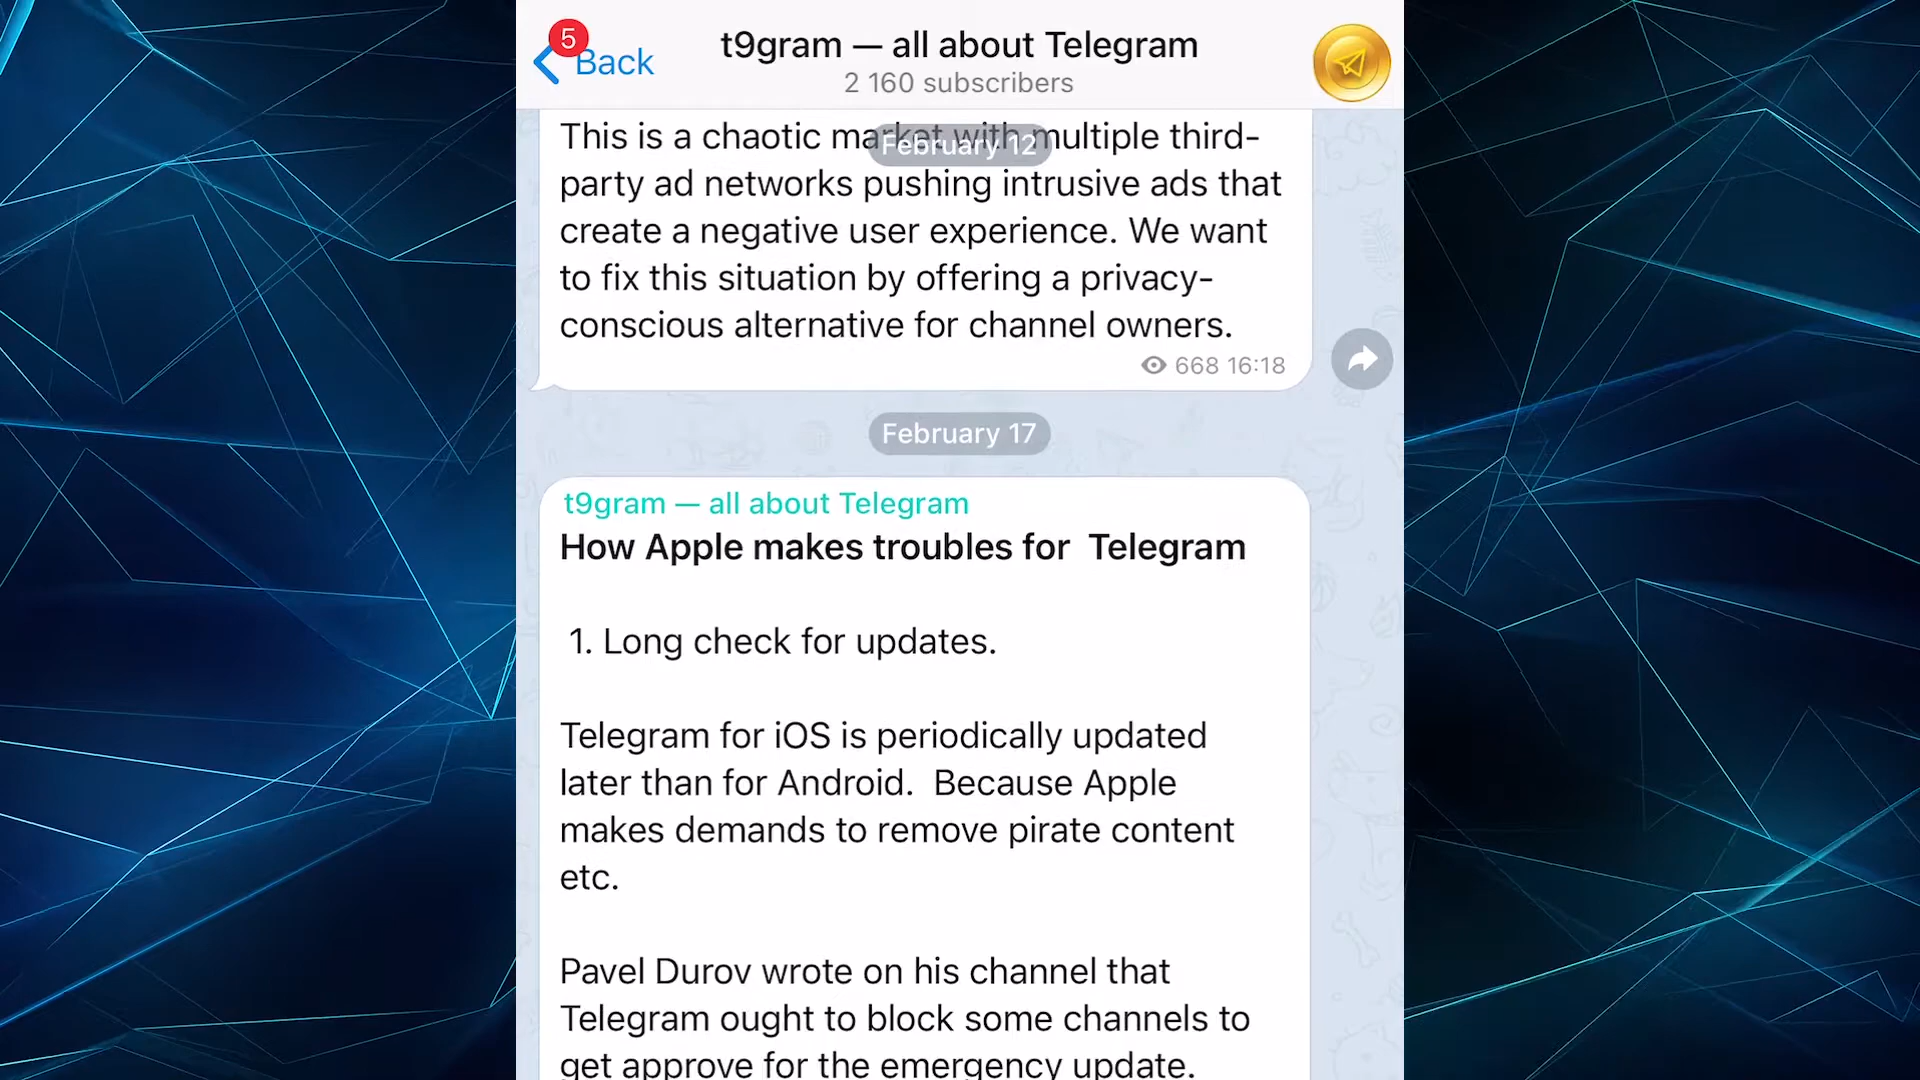 5
Back
t9gram — all about Telegram
2 160 subscribers
This is a chaotic market with multiple third-
February 12
party ad networks pushing intrusive ads that
create a negative user experience. We want
to fix this situation by offering a privacy-
conscious alternative for channel owners.
668 16:18
February 17
t9gram — all about Telegram
How Apple makes troubles for  Telegram
1. Long check for updates.
Telegram for iOS is periodically updated
later than for Android.  Because Apple
makes demands to remove pirate content
etc.
Pavel Durov wrote on his channel that
Telegram ought to block some channels to
get approve for the emergency update.